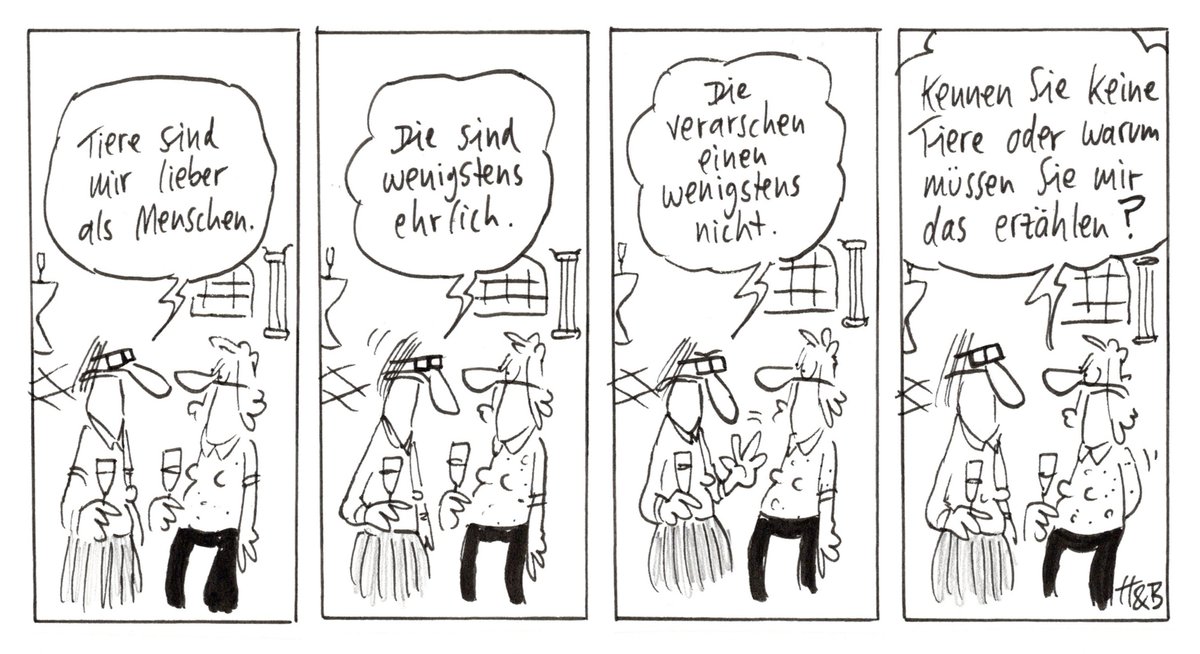 Tiere sind
mir lieber
als Menschen.
Die sind
wenigstens
ehrlich.
Die
verarschen
einen
wenigstens
nicht.
Kennen Sie keine
Tiere oder warum
müssen Sie mir
das erzählen?
H&B